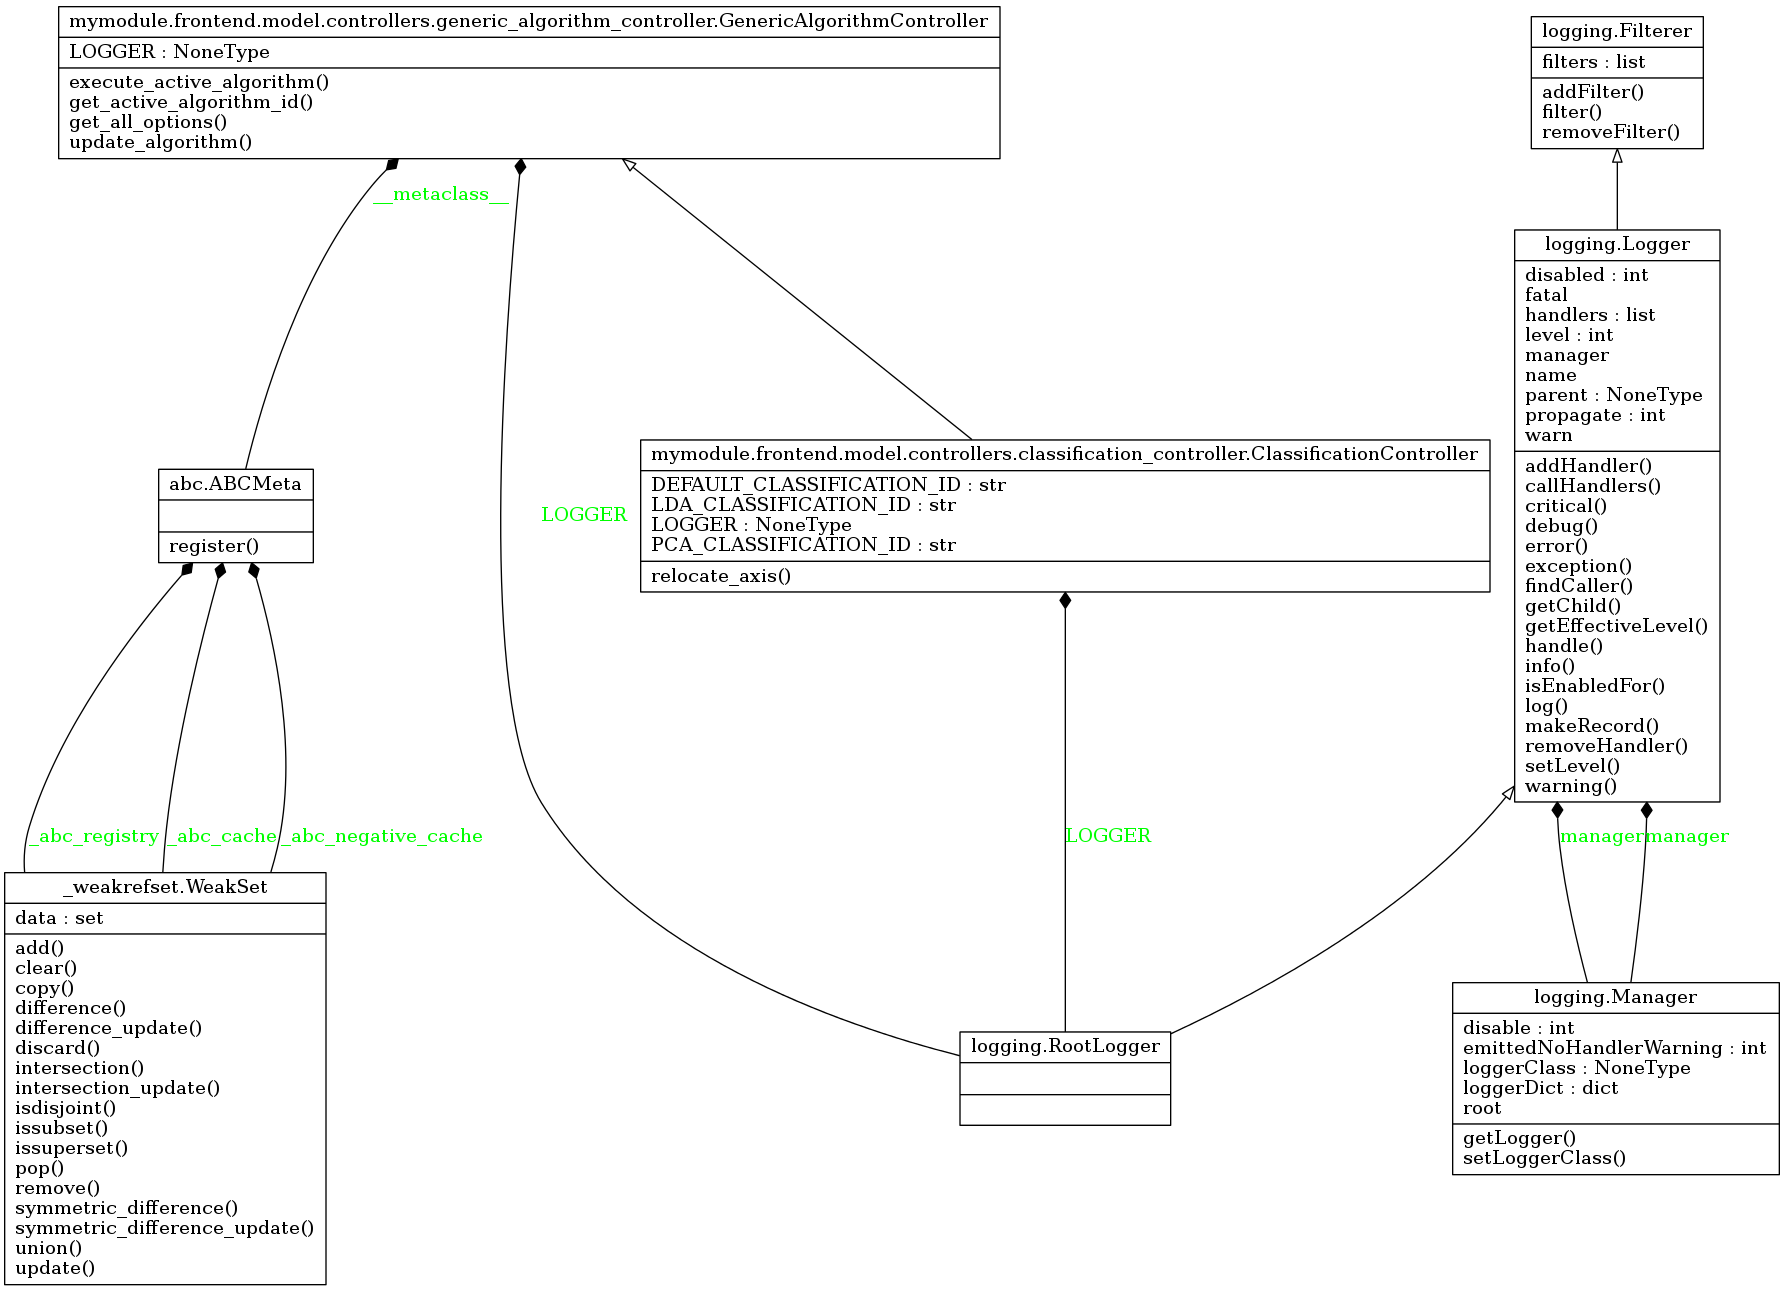 mymodule.frontend.model.controllers.generic_algorithm_controller.GenericAlgorithmController
LOGGER : NoneType
execute_active_algorithm()
get_active_algorithm_id()
get_all_options()
update_algorithm()
logging.Filterer
filters : list
addFilter()
filter()
removeFilter()
__metaclass__
logging.Logger
disabled : int
fatal
handlers : list
level : int
manager
name
parent : NoneType
propagate : int
warn
addHandler()
callHandlers()
critical()
debug()
error()
exception()
findCaller()
getChild()
getEffectiveLevel()
handle()
info()
isEnabledFor()
log()
makeRecord()
removeHandler()
setLevel()
warning()
abc.ABCMeta
register()
LOGGER
mymodule.frontend.model.controllers.classification_controller.ClassificationController
DEFAULT_CLASSIFICATION_ID : str
LDA_CLASSIFICATION_ID : str
LOGGER : NoneType
PCA_CLASSIFICATION_ID : str
relocate_axis()
_abc_registry
_abc_cache
_abc_negative_cache
LOGGER
manager
manager
_weakrefset.WeakSet
data : set
add()
clear()
copy()
difference()
difference_update()
discard()
intersection()
intersection_update()
isdisjoint()
issubset()
issuperset()
pop()
remove()
symmetric_difference()
symmetric_difference_update()
union()
update()
logging.RootLogger
logging.Manager
disable : int
emittedNoHandlerWarning : int
loggerClass : NoneType
loggerDict : dict
root
getLogger()
setLoggerClass()